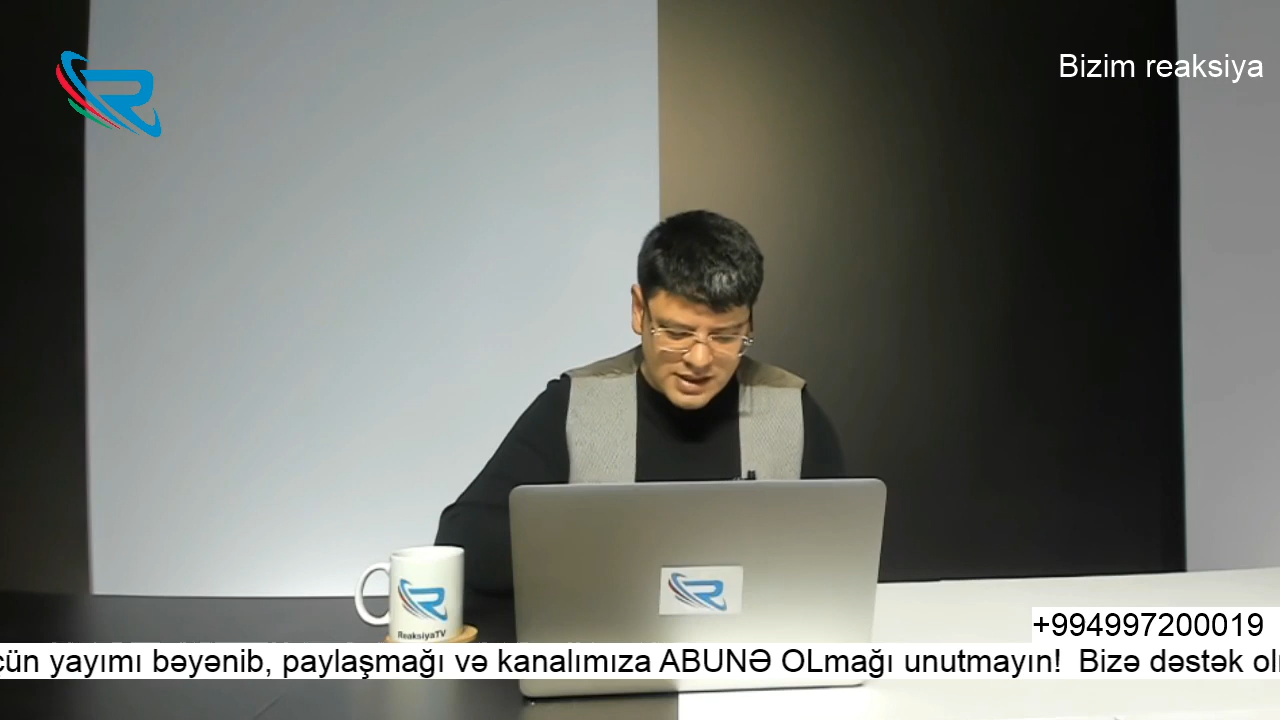 Bizim reaksiya
ReaksiyaTV
+994997200019
yayımı bəyənib, paylaşmağı və kanalımıza ABUNƏ OLmağı unutmayın! Bizə dəstək